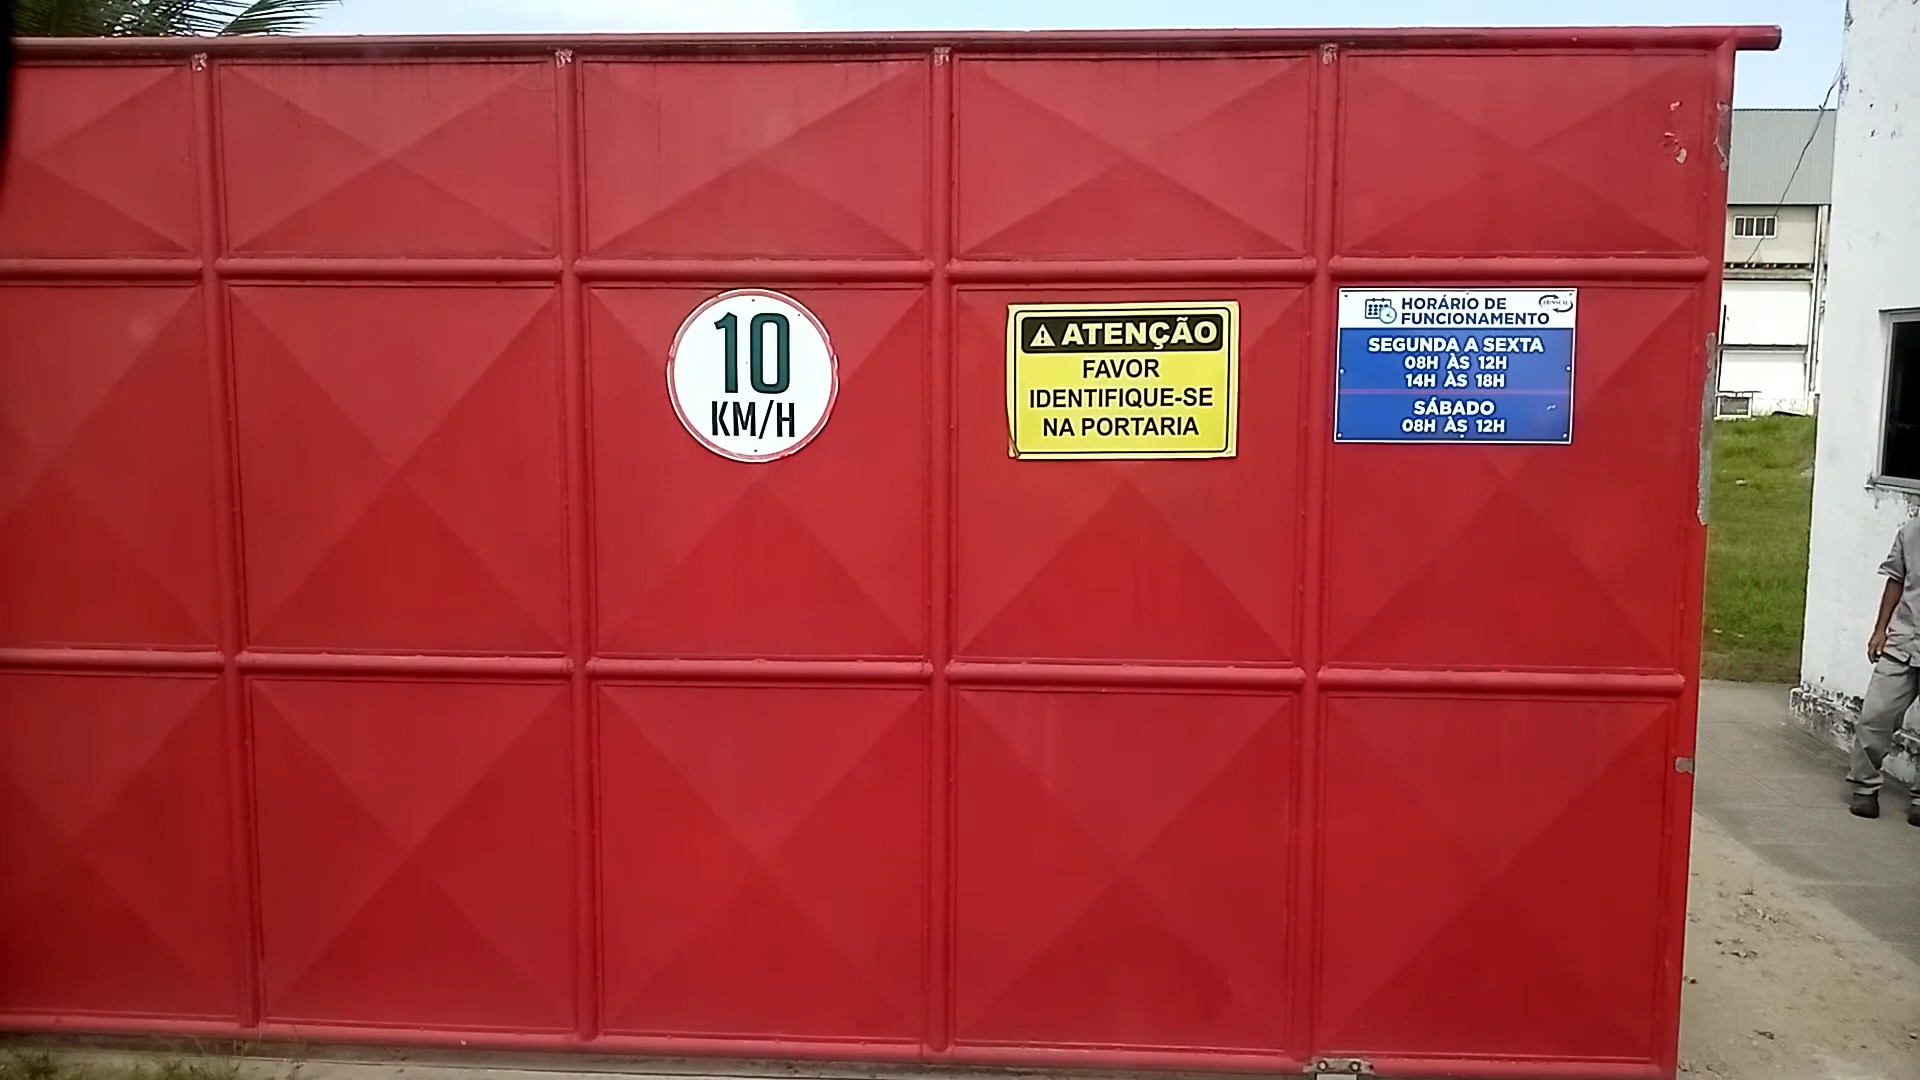 10
KM/H
ATENÇÃO
FAVOR
IDENTIFIQUE-SE
NA PORTARIA
HORÁRIO DE
FUNCIONAMENTO
SEGUNDA A SEXTA
08H ÀS 12H
14H ÀS 18H
SÁBADO
08H ÀS 12H